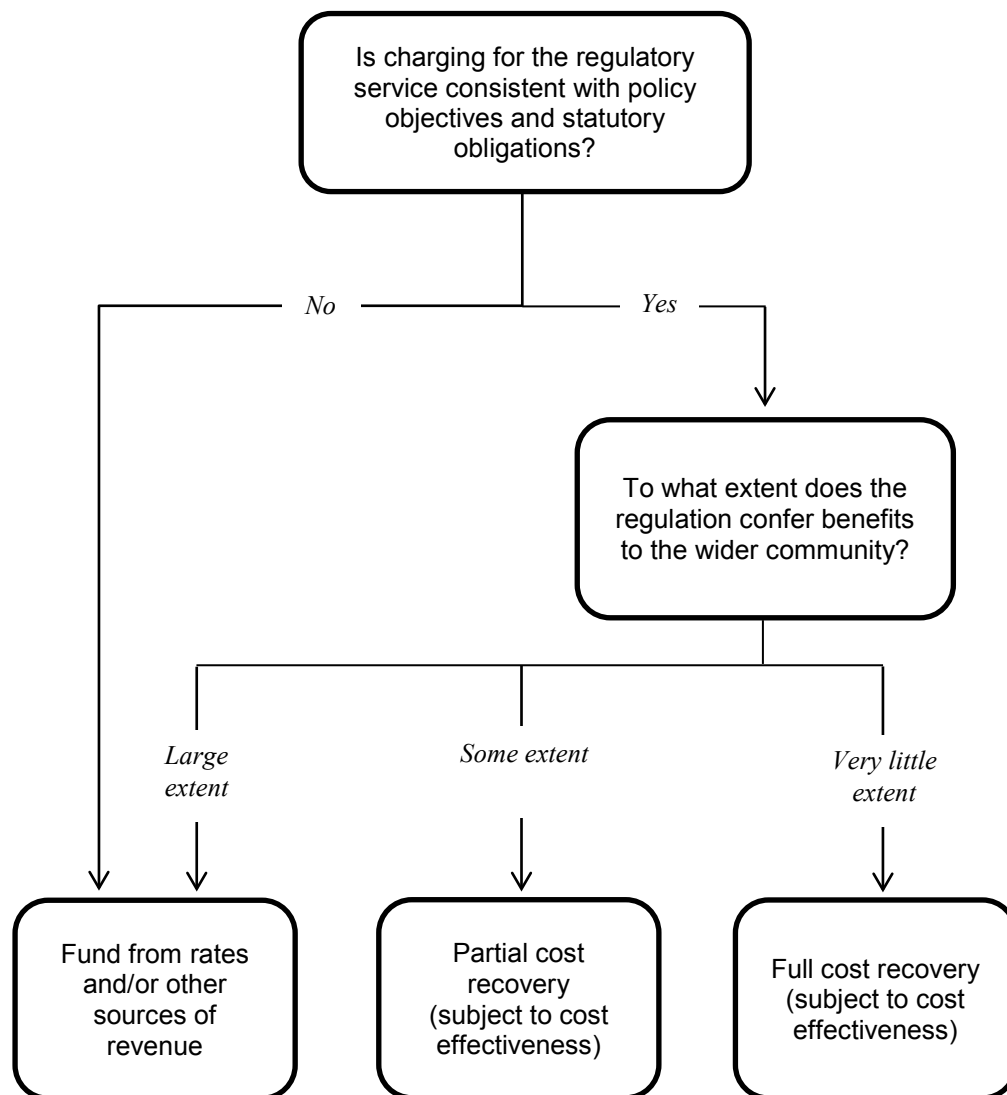 Is charging for the regulatory
service consistent with policy
objectives and statutory
obligations?
No
Yes
To what extent does the
regulation confer benefits
to the wider community?
Large
extent
Some extent
Very little
extent
Fund from rates
and/or other
sources of
revenue
Partial cost
recovery
(subject to cost
effectiveness)
Full cost recovery
(subject to cost
effectiveness)